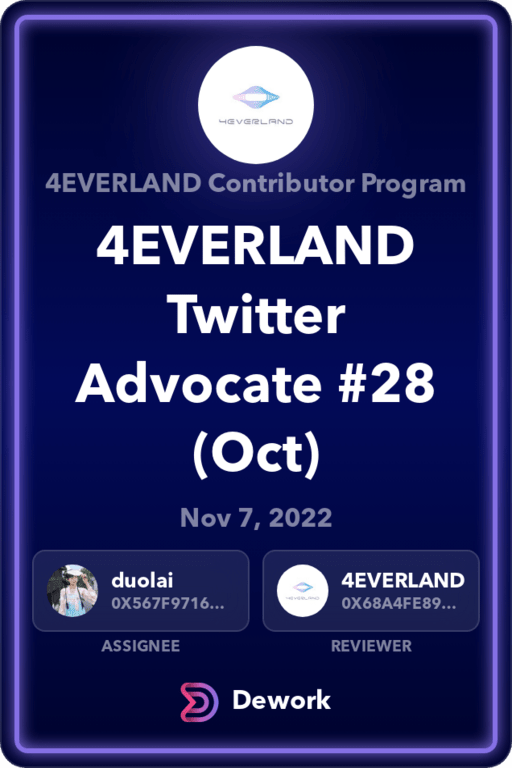 4EVERLAND
4EVERLAND Contributor Program
4EVERLAND
Twitter
Advocate #28
(Oct)
Nov 7, 2022
duolai
0X567F9716...
4EVERLAND
0X68A4FE89...
ASSIGNEE
REVIEWER
Dework